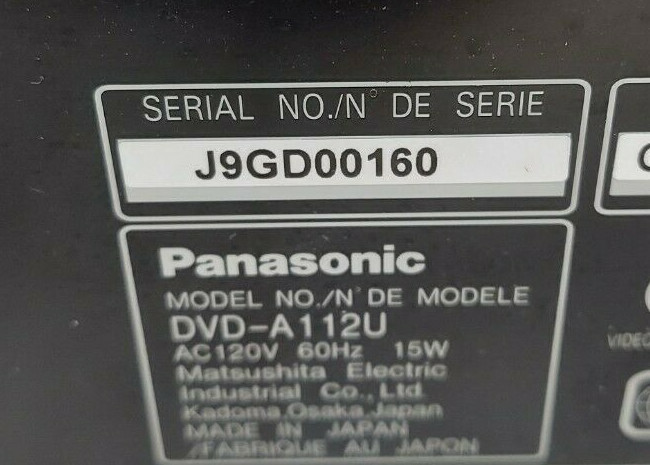 SERIAL NO./N° DE SERIE
J9GD00160
Panasonic
MODEL NO./N° DE MODELE
DVD-A112U
AC120V 60Hz 15W
Matsushita Electric
Industrial Co., Ltd.
Kadoma,Osaka,Japan
MADE IN JAPAN
/FABRIQUE AU JAPON
VIDEO